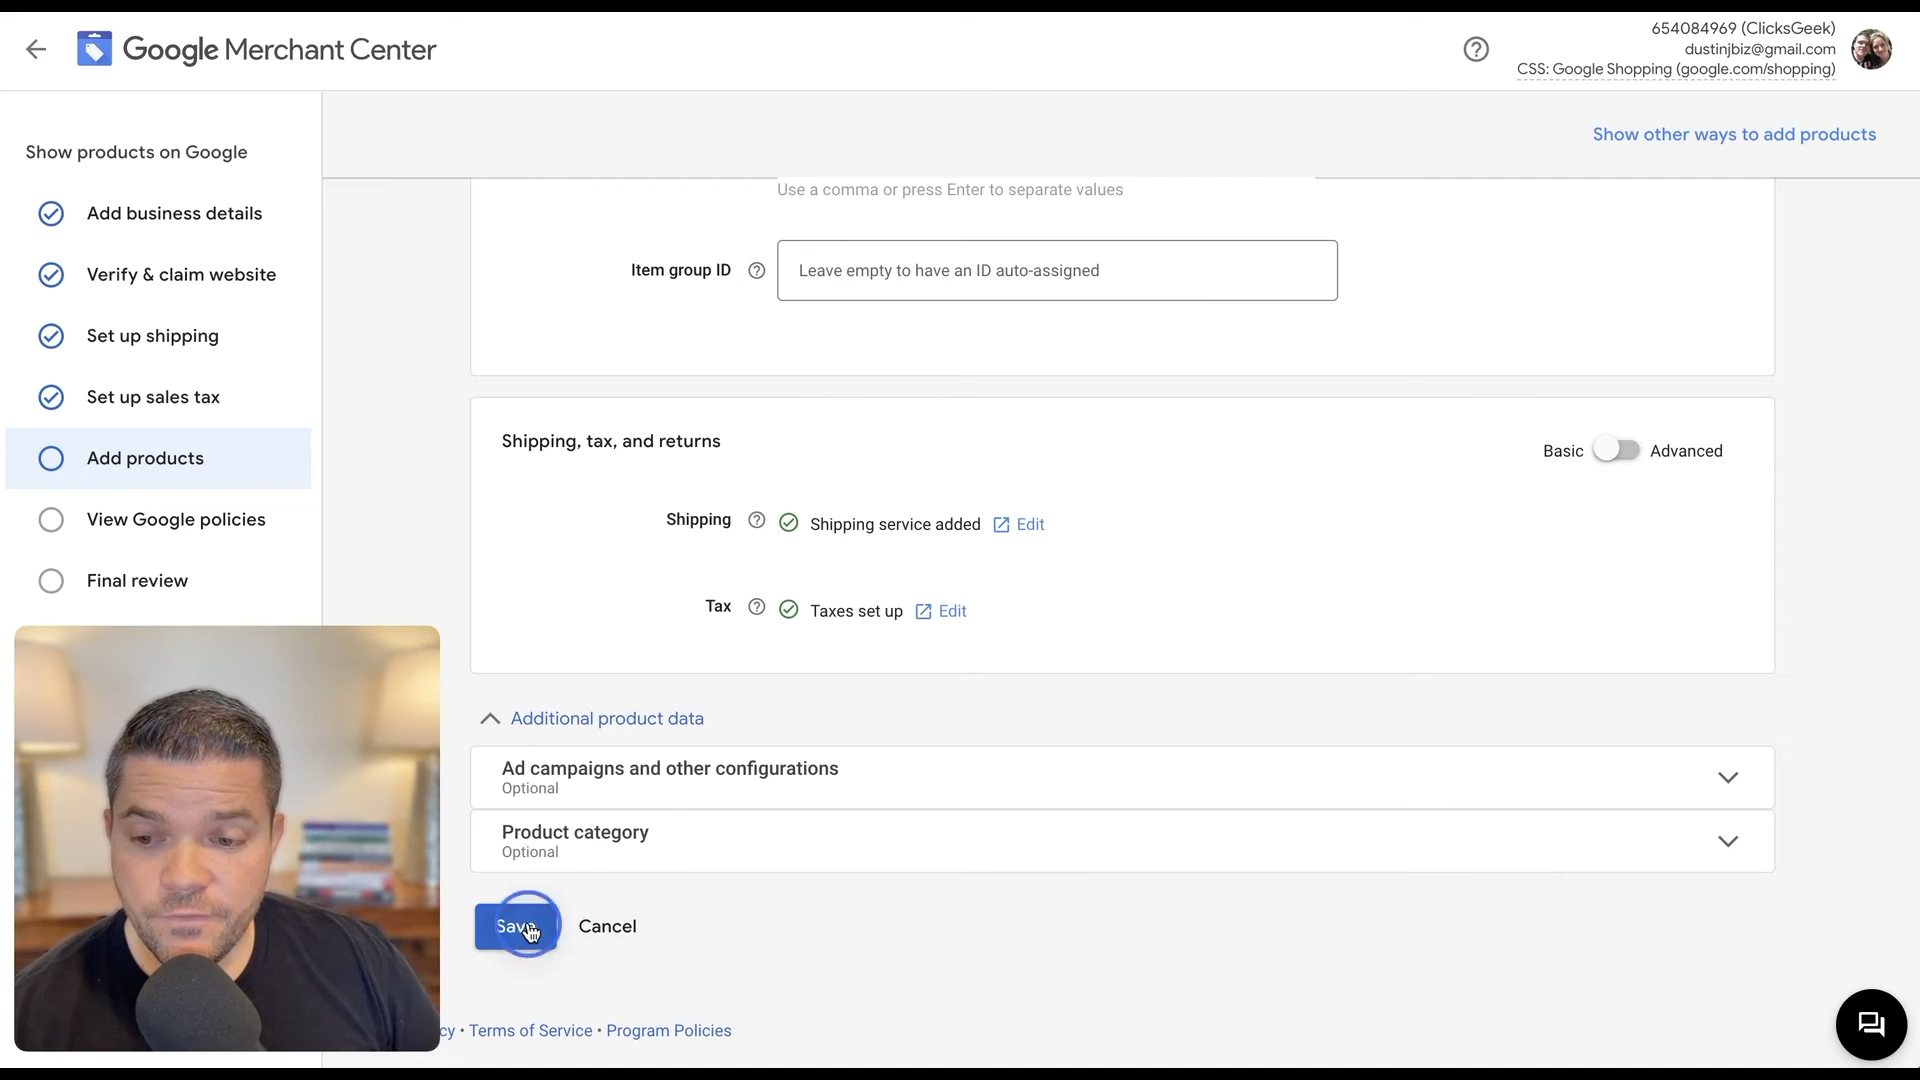 Google Merchant Center
654084969 (ClicksGeek)
dustinjbiz@gmail.com
CSS: Google Shopping (google.com/shopping)
Show other ways to add products
Show products on Google
Add business details
Verify & claim website
Set up shipping
Set up sales tax
Add products
View Google policies
Final review
Use a comma or press Enter to separate values
Item group ID
Leave empty to have an ID auto-assigned
Shipping, tax, and returns
Basic Advanced
Shipping Shipping service added Edit
Tax Taxes set up Edit
Additional product data
Ad campaigns and other configurations
Optional
Product category
Optional
Save Cancel
cy • Terms of Service • Program Policies